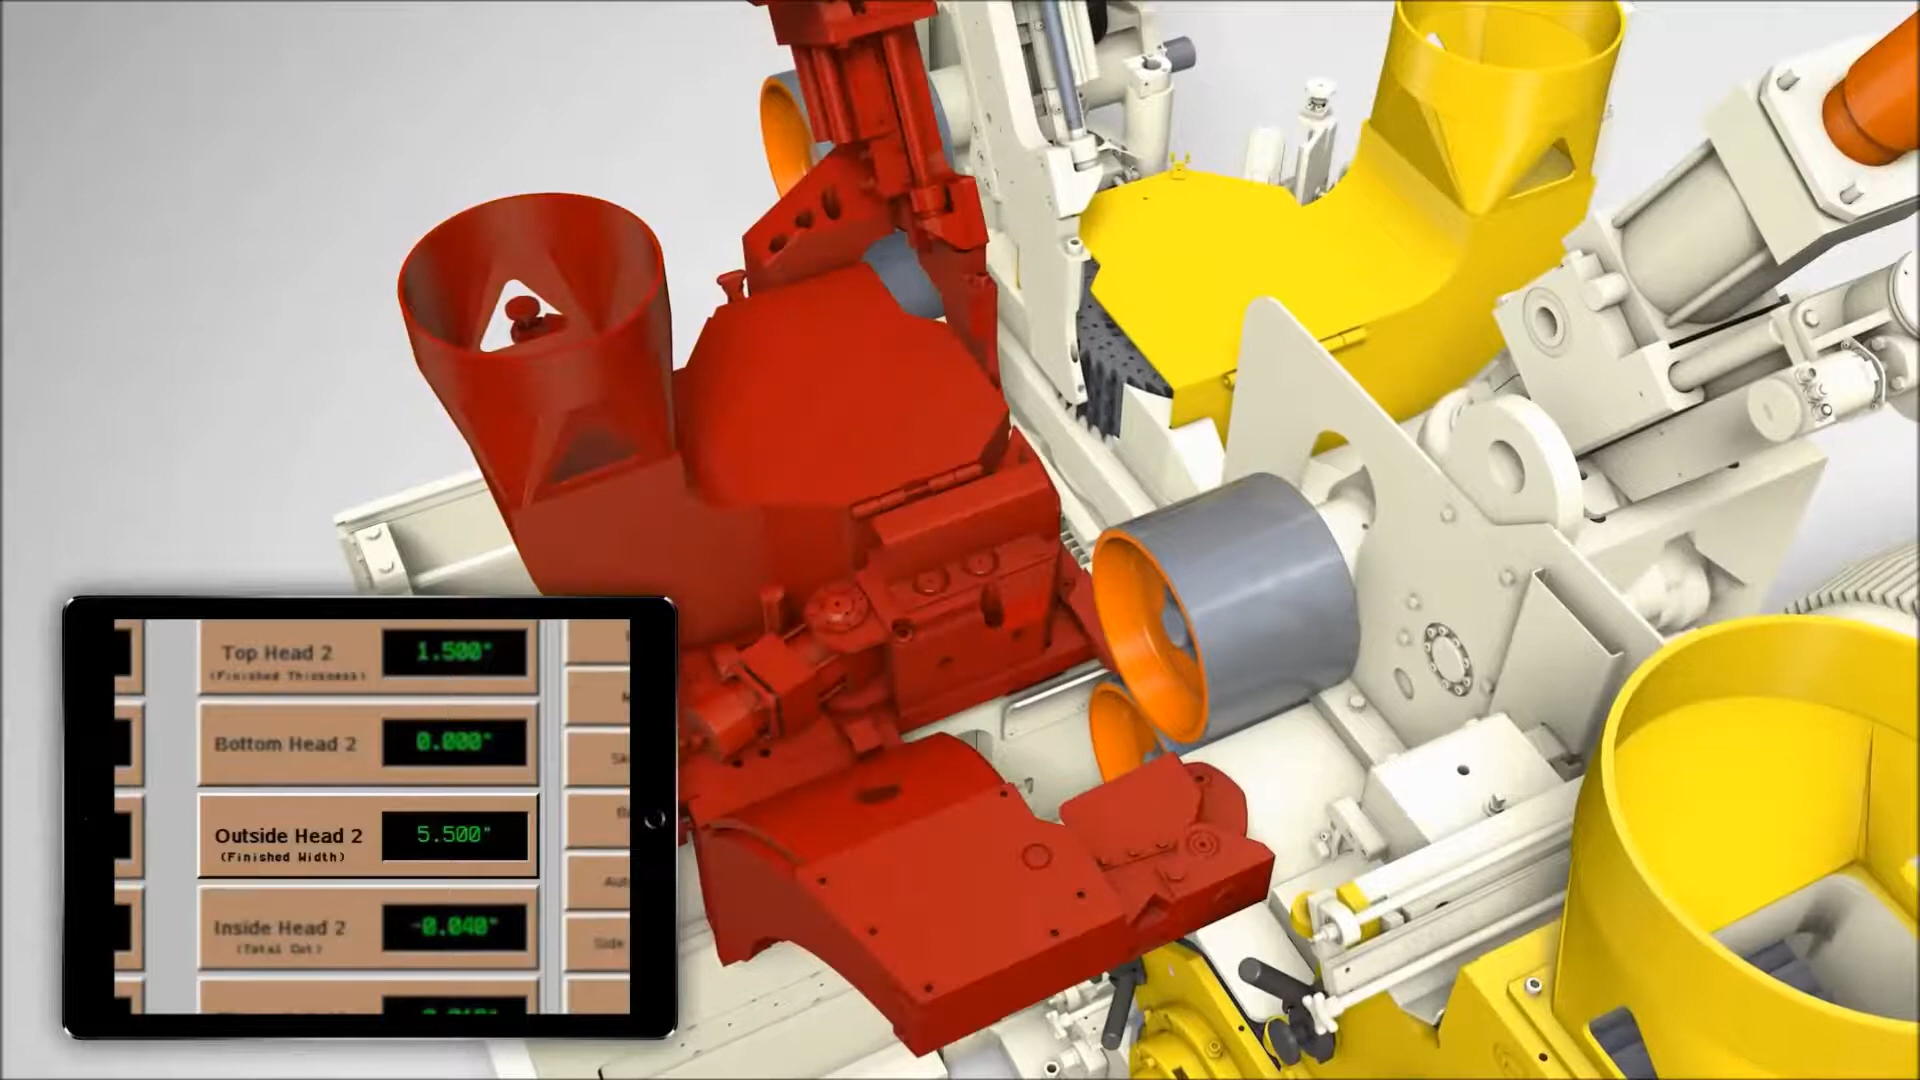 Top Head 2
1.500"
(Finished Thickness)
Bottom Head 2
0.000"
Outside Head 2
5.500"
(Finished Width)
Inside Head 2
-0.040"
(Total Cut)
Side